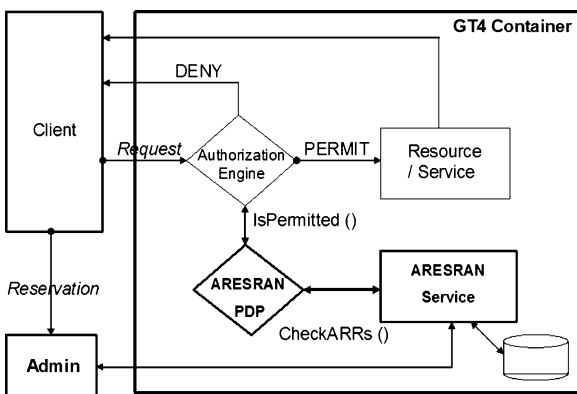 GT4 Container
DENY
Client
Request
Authorization
Engine
PERMIT
Resource
/ Service
IsPermitted ()
ARESRAN
PDP
ARESRAN
Service
Reservation
CheckARRs ()
Admin